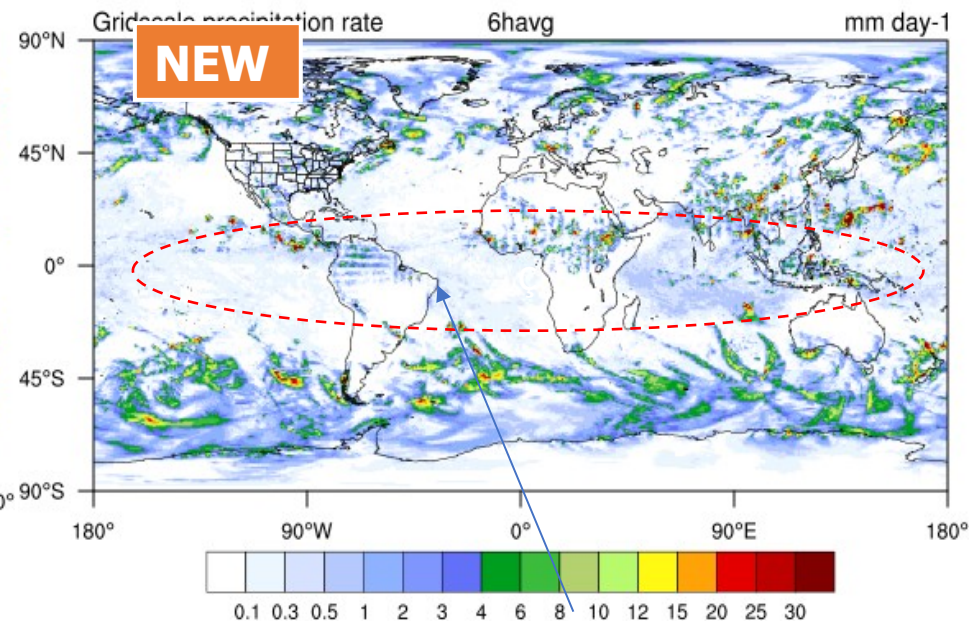 Gridscale precipitation rate 6havg mm day-1
NEW
90°N
45°N
0°
45°S
0° 90°S
180° 90°W 0° 90°E 180°
0.1 0.3 0.5 1 2 3 4 6 8 10 12 15 20 25 30